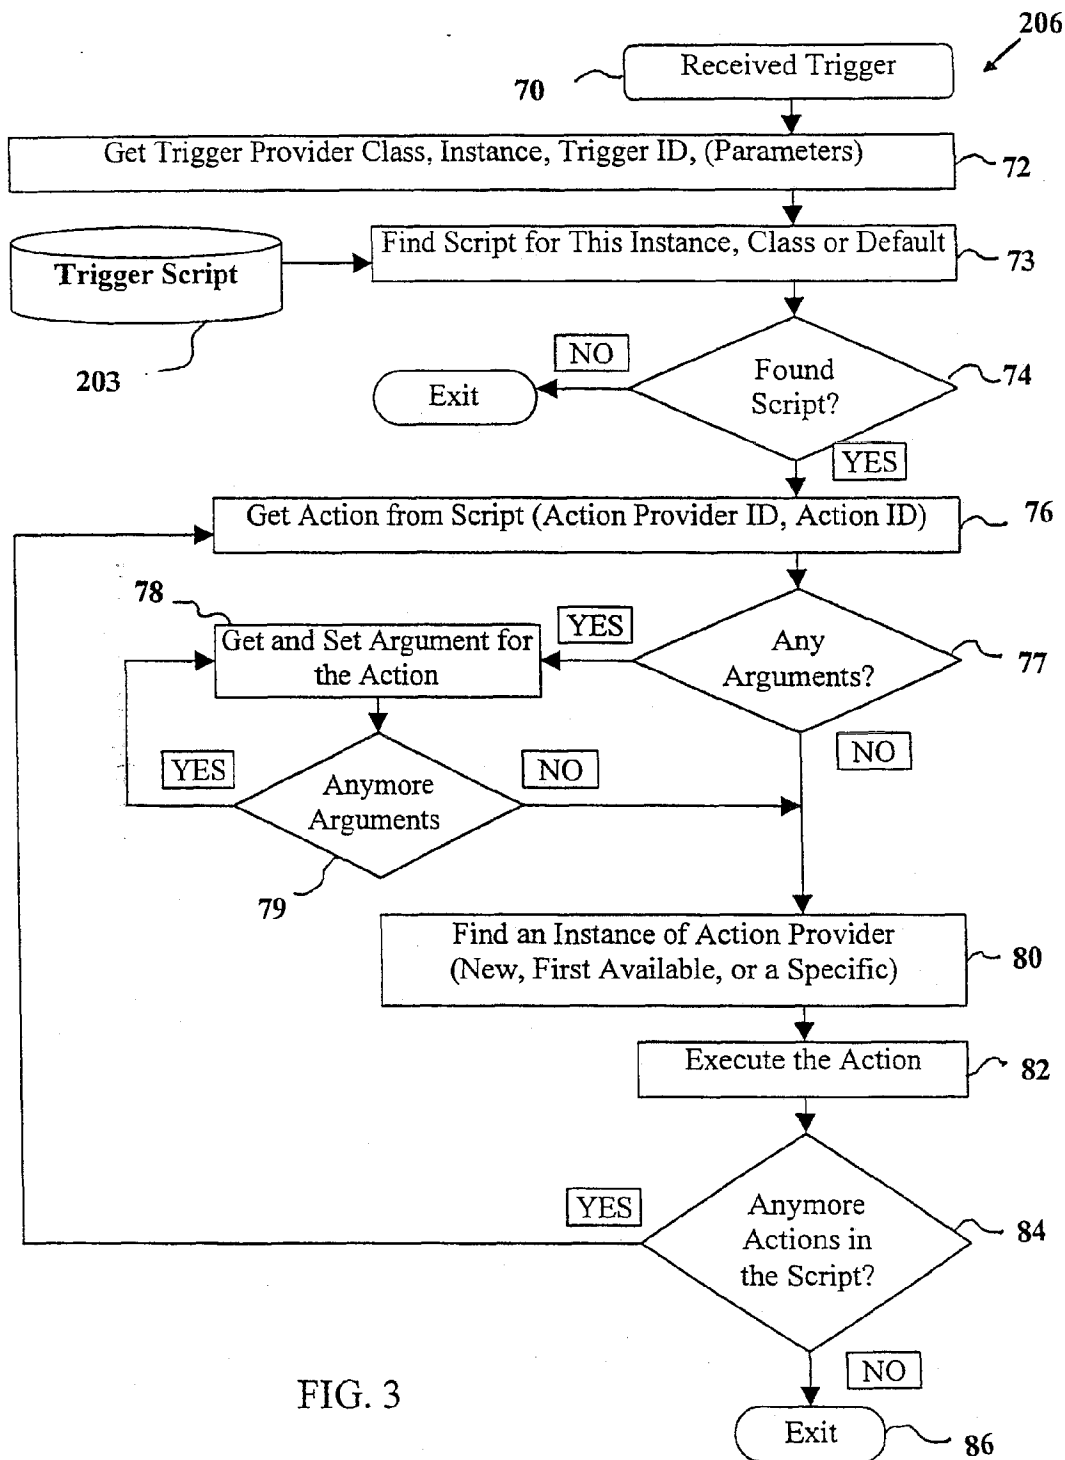 206
Received Trigger
70
Get Trigger Provider Class, Instance, Trigger ID, (Parameters)
72
Find Script for This Instance, Class or Default
73
Trigger Script
203
NO
Found
Script?
74
Exit
YES
Get Action from Script (Action Provider ID, Action ID)
76
78
Get and Set Argument for
the Action
YES
Any
Arguments?
77
NO
YES
Anymore
Arguments
NO
79
Find an Instance of Action Provider
(New, First Available, or a Specific)
80
Execute the Action
82
YES
Anymore
Actions in
the Script?
84
NO
FIG. 3
Exit
86